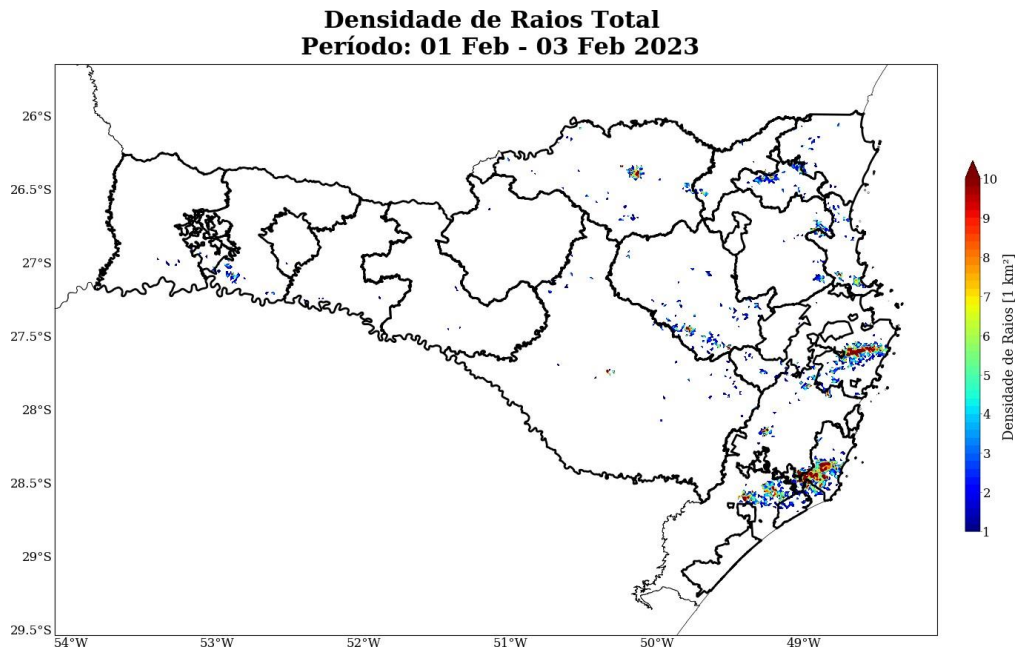 Densidade de Raios Total
Período: 01 Feb - 03 Feb 2023
26°S
26.5°S
27°S
27.5°S
28°S
28.5°S
29°S
29.5°S
54°W
53°W
52°W
51°W
50°W
49°W
10
9
8
7
6
5
4
3
2
1
Densidade de Raios [1 km²]